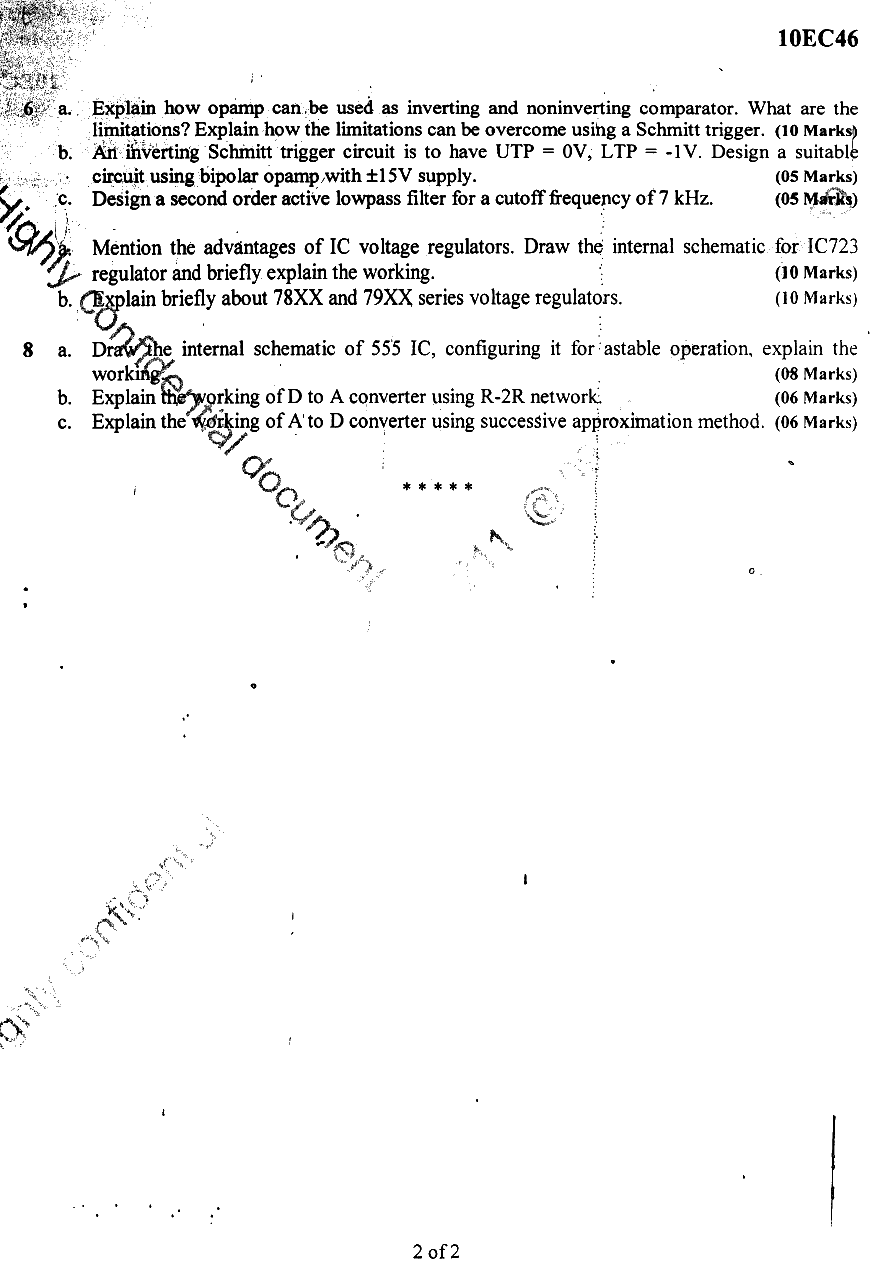 10EC46
6 a. Explain how opamp can be used as inverting and noninverting comparator. What are the
limitations? Explain how the limitations can be overcome using a Schmitt trigger. (10 Marks)
b. An inverting Schmitt trigger circuit is to have UTP = 0V, LTP = -1V. Design a suitable
circuit using bipolar opamp with ±15V supply. (05 Marks)
c. Design a second order active lowpass filter for a cutoff frequency of 7 kHz. (05 Marks)
Mention the advantages of IC voltage regulators. Draw the internal schematic for IC723
regulator and briefly explain the working. (10 Marks)
b. Explain briefly about 78XX and 79XX series voltage regulators. (10 Marks)
8 a. Draw the internal schematic of 555 IC, configuring it for astable operation, explain the
working. (08 Marks)
b. Explain the working of D to A converter using R-2R network. (06 Marks)
c. Explain the working of A to D converter using successive approximation method. (06 Marks)
* * * * *
Highly confidential document
11 @
confident
2 of 2